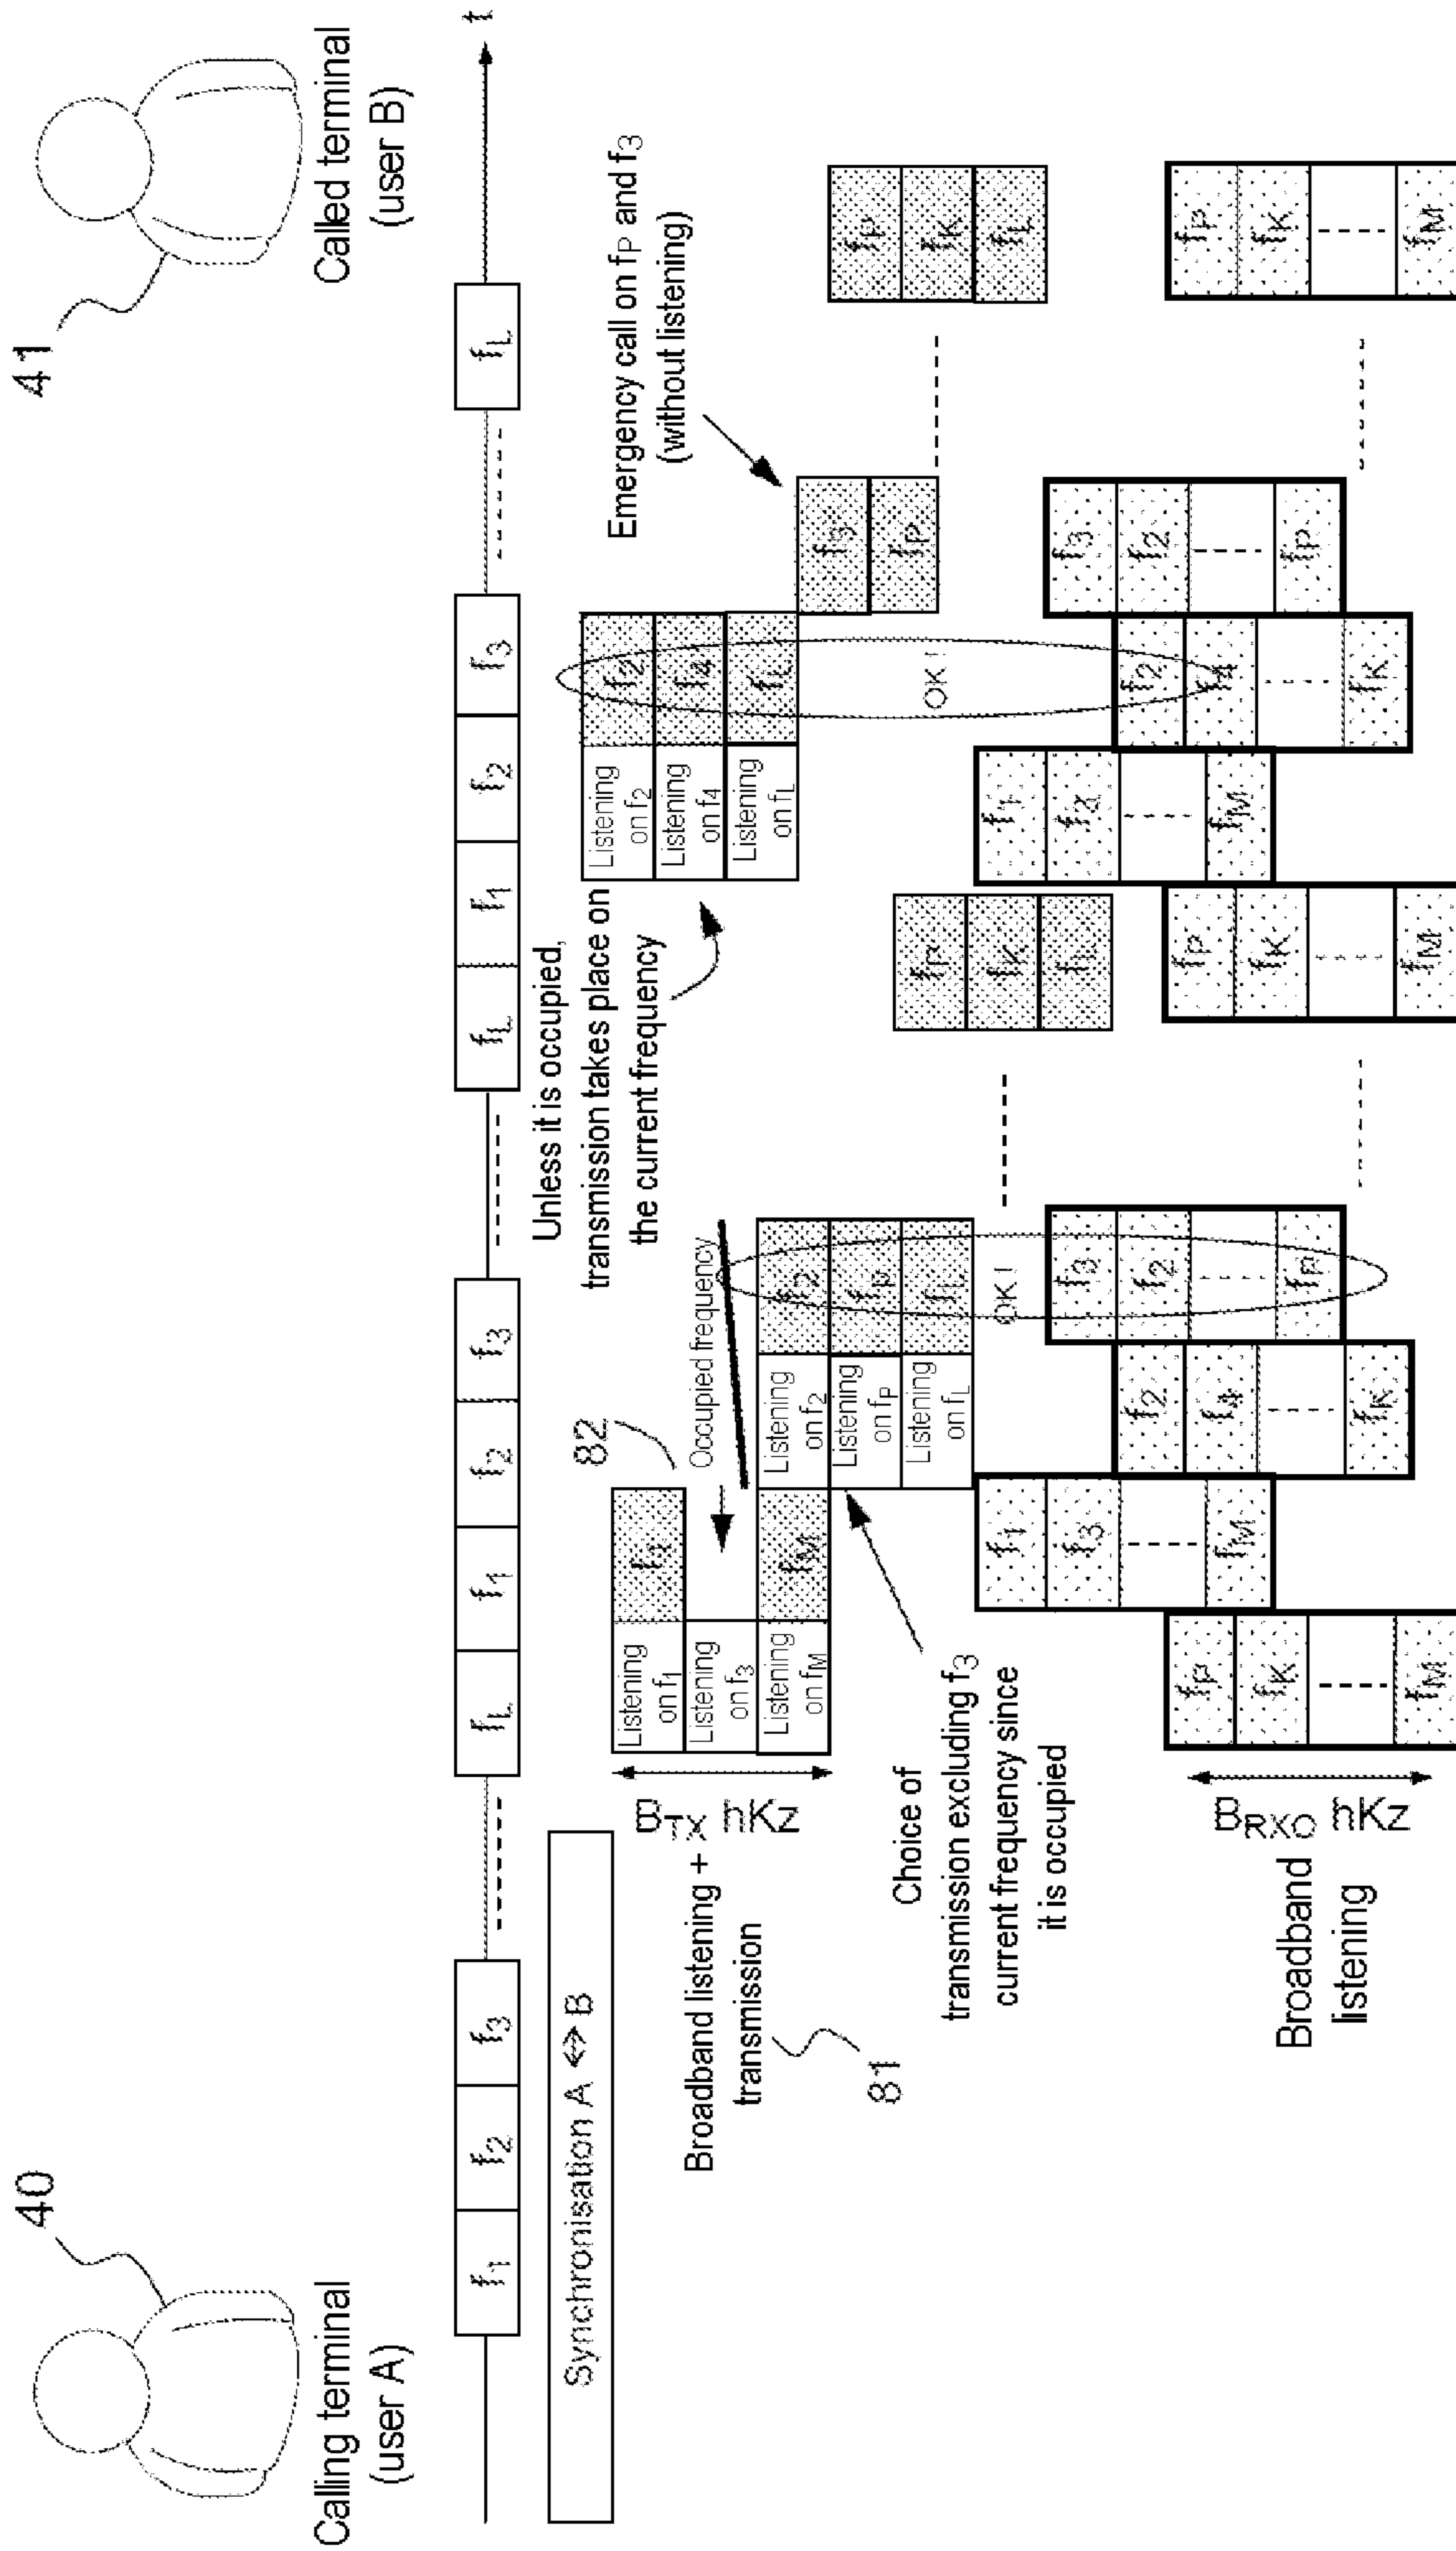 40
Calling terminal
(user A)
41
Called terminal
(user B)
f1 f2 f3 fL f1 f2 f3 fL f1 f2 f3 fL t
Synchronisation A <=> B
BTX hKz
Broadband listening +
transmission
81
Listening
on f1
Listening
on f3
Listening
on fM
f1
fM
82
Occupied frequency
Listening
on f2
Listening
on fP
Listening
on fL
f2
fP
fL
OK !
Choice of
transmission excluding f3
current frequency since
it is occupied
fP
fK
fL
Unless it is occupied,
transmission takes place on
the current frequency
Listening
on f2
Listening
on f4
Listening
on fL
f2
f4
fL
OK !
Emergency call on fP and f3
(without listening)
f3
fP
fP
fK
fL
BRXO hKz
Broadband
listening
fP
fK
fM
f1
f3
fM
f2
f4
fK
f3
f2
fP
fP
fK
fM
f1
f2
fM
f2
f4
fK
f3
f2
fP
fP
fK
fM